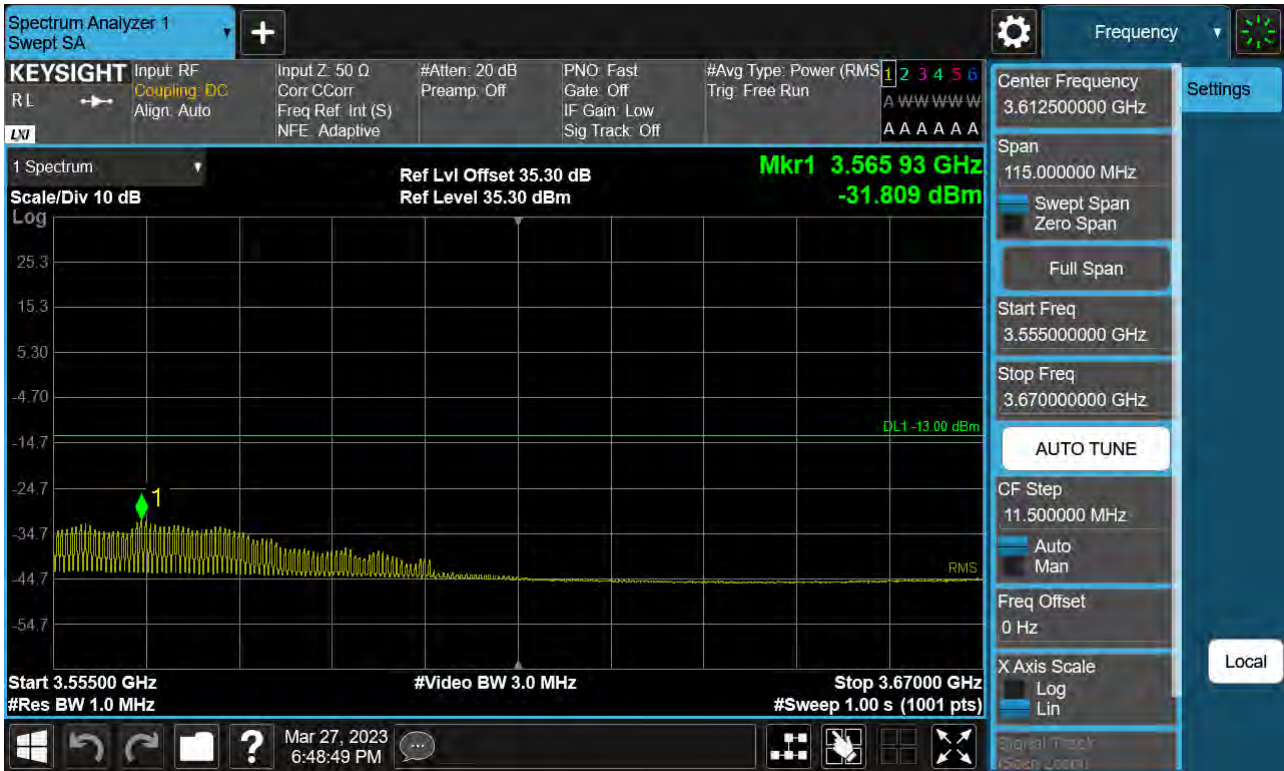 Spectrum Analyzer 1
Swept SA
Frequency
KEYSIGHT
RL
LXI
Input: RF
Coupling: DC
Align: Auto
Input Z: 50 Ω
Corr CCorr
Freq Ref: Int (S)
NFE: Adaptive
#Atten: 20 dB
Preamp: Off
PNO: Fast
Gate: Off
IF Gain: Low
Sig Track: Off
#Avg Type: Power (RMS
Trig: Free Run
1 2 3 4 5 6
A W W W W W
A A A A A A
1 Spectrum
Scale/Div 10 dB
Log
Ref Lvl Offset 35.30 dB
Ref Level 35.30 dBm
Mkr1 3.565 93 GHz
-31.809 dBm
25.3
15.3
5.30
-4.70
-14.7
-24.7
-34.7
-44.7
-54.7
DL1 -13.00 dBm
1
RMS
Start 3.55500 GHz
#Res BW 1.0 MHz
#Video BW 3.0 MHz
Stop 3.67000 GHz
#Sweep 1.00 s (1001 pts)
Mar 27, 2023
6:48:49 PM
Center Frequency
3.612500000 GHz
Span
115.000000 MHz
Swept Span
Zero Span
Full Span
Start Freq
3.555000000 GHz
Stop Freq
3.670000000 GHz
AUTO TUNE
CF Step
11.500000 MHz
Auto
Man
Freq Offset
0 Hz
X Axis Scale
Log
Lin
Signal Track
(Span Zoom)
Settings
Local